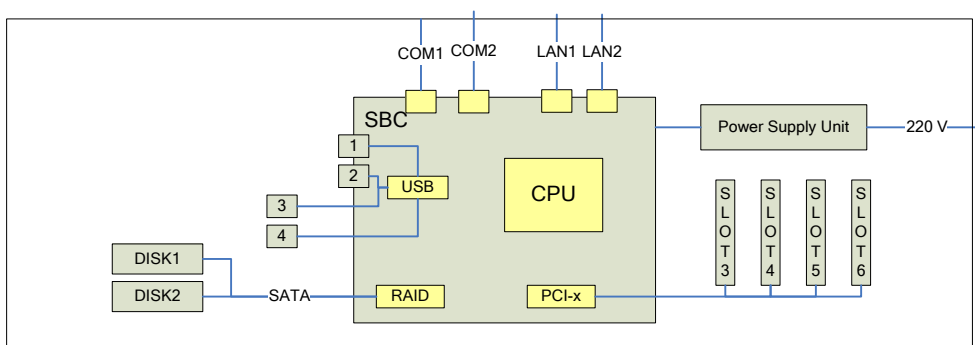 COM1
COM2
LAN1
LAN2
SBC
Power Supply Unit
220 V
1
2
USB
3
4
CPU
SLOT3
SLOT4
SLOT5
SLOT6
DISK1
DISK2
SATA
RAID
PCI-x